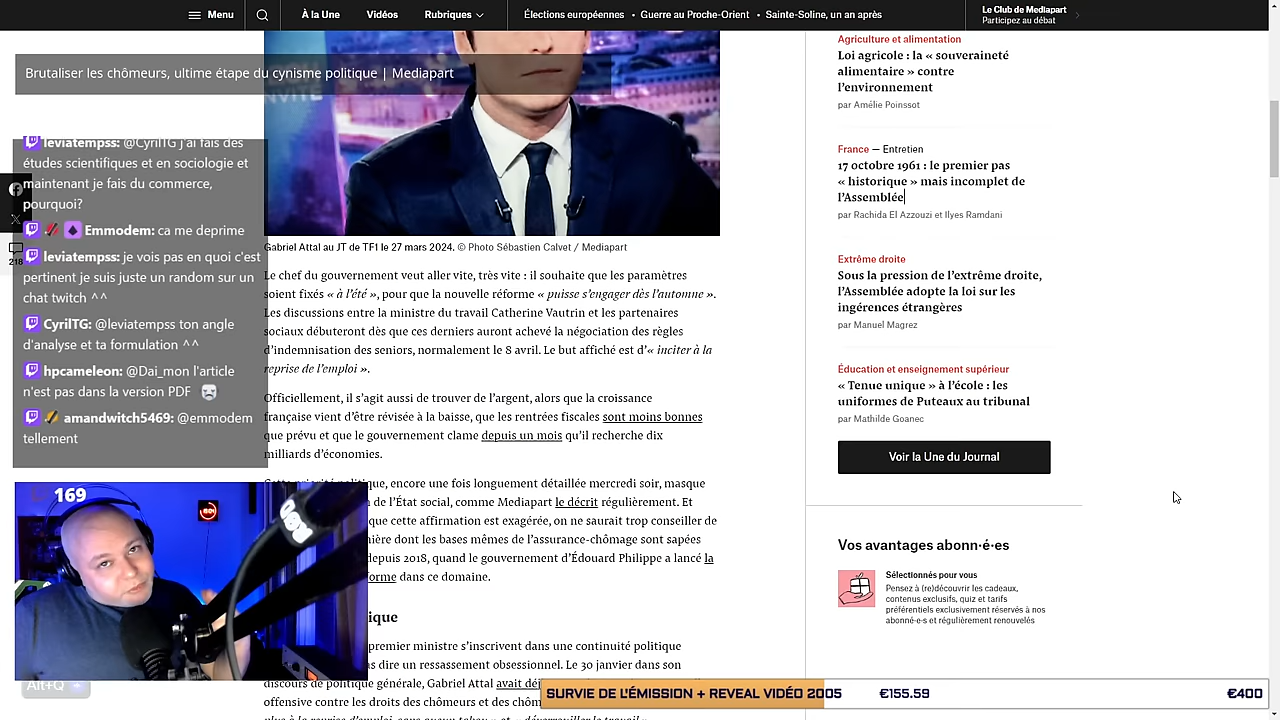 Menu
À la Une
Vidéos
Rubriques
Élections européennes • Guerre au Proche-Orient • Sainte-Soline, un an après
Le Club de Mediapart
Participez au débat
Brutaliser les chômeurs, ultime étape du cynisme politique | Mediapart
leviatempss: @CyrilTG j'ai fais des
études scientifiques et en sociologie et
maintenant je fais du commerce,
pourquoi?
Emmodem: ca me deprime
leviatempss: je vois pas en quoi c'est
pertinent je suis juste un random sur un
chat twitch ^^
CyrilTG: @leviatempss ton angle
d'analyse et ta formulation ^^
hpcameleon: @Dai_mon l'article
n'est pas dans la version PDF
amandwitch5469: @emmodem
tellement
218
169
Alt+Q
Gabriel Attal au JT de TF1 le 27 mars 2024. © Photo Sébastien Calvet / Mediapart
Le chef du gouvernement veut aller vite, très vite : il souhaite que les paramètres
soient fixés « à l'été », pour que la nouvelle réforme « puisse s'engager dès l'automne ».
Les discussions entre la ministre du travail Catherine Vautrin et les partenaires
sociaux débuteront dès que ces derniers auront achevé la négociation des règles
d'indemnisation des seniors, normalement le 8 avril. Le but affiché est d'« inciter à la
reprise de l'emploi ».
Officiellement, il s'agit aussi de trouver de l'argent, alors que la croissance
française vient d'être révisée à la baisse, que les rentrées fiscales sont moins bonnes
que prévu et que le gouvernement clame depuis un mois qu'il recherche dix
milliards d'économies.
Cette priorité politique, encore une fois longuement détaillée mercredi soir, masque
de l'État social, comme Mediapart le décrit régulièrement. Et
que cette affirmation est exagérée, on ne saurait trop conseiller de
nière dont les bases mêmes de l'assurance-chômage sont sapées
depuis 2018, quand le gouvernement d'Édouard Philippe a lancé la
forme dans ce domaine.
ique
premier ministre s'inscrivent dans une continuité politique
s dire un ressassement obsessionnel. Le 30 janvier dans son
discours de politique générale, Gabriel Attal avait déj
offensive contre les droits des chômeurs et des chôm
Agriculture et alimentation
Loi agricole : la « souveraineté
alimentaire » contre
l'environnement
par Amélie Poinssot
France — Entretien
17 octobre 1961 : le premier pas
« historique » mais incomplet de
l'Assemblée
par Rachida El Azzouzi et Ilyes Ramdani
Extrême droite
Sous la pression de l'extrême droite,
l'Assemblée adopte la loi sur les
ingérences étrangères
par Manuel Magrez
Éducation et enseignement supérieur
« Tenue unique » à l'école : les
uniformes de Puteaux au tribunal
par Mathilde Goanec
Voir la Une du Journal
Vos avantages abonn·é·es
Sélectionnés pour vous
Pensez à (re)découvrir les cadeaux,
contenus exclusifs, quiz et tarifs
préférentiels exclusivement réservés à nos
abonné·e·s et régulièrement renouvelés
SURVIE DE L'ÉMISSION + REVEAL VIDÉO 2005 €155.59 €400